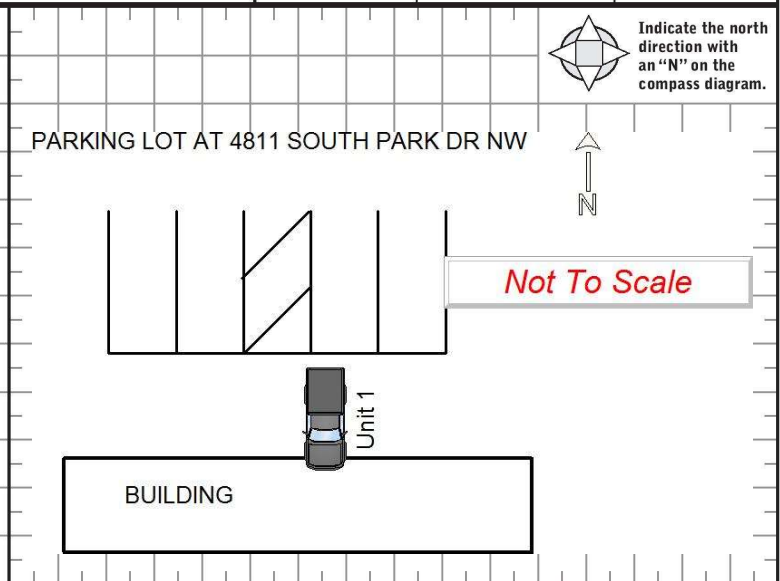 Indicate the north
direction with
an “N” on the
compass diagram.
PARKING LOT AT 4811 SOUTH PARK DR NW
N
Not To Scale
Unit 1
BUILDING